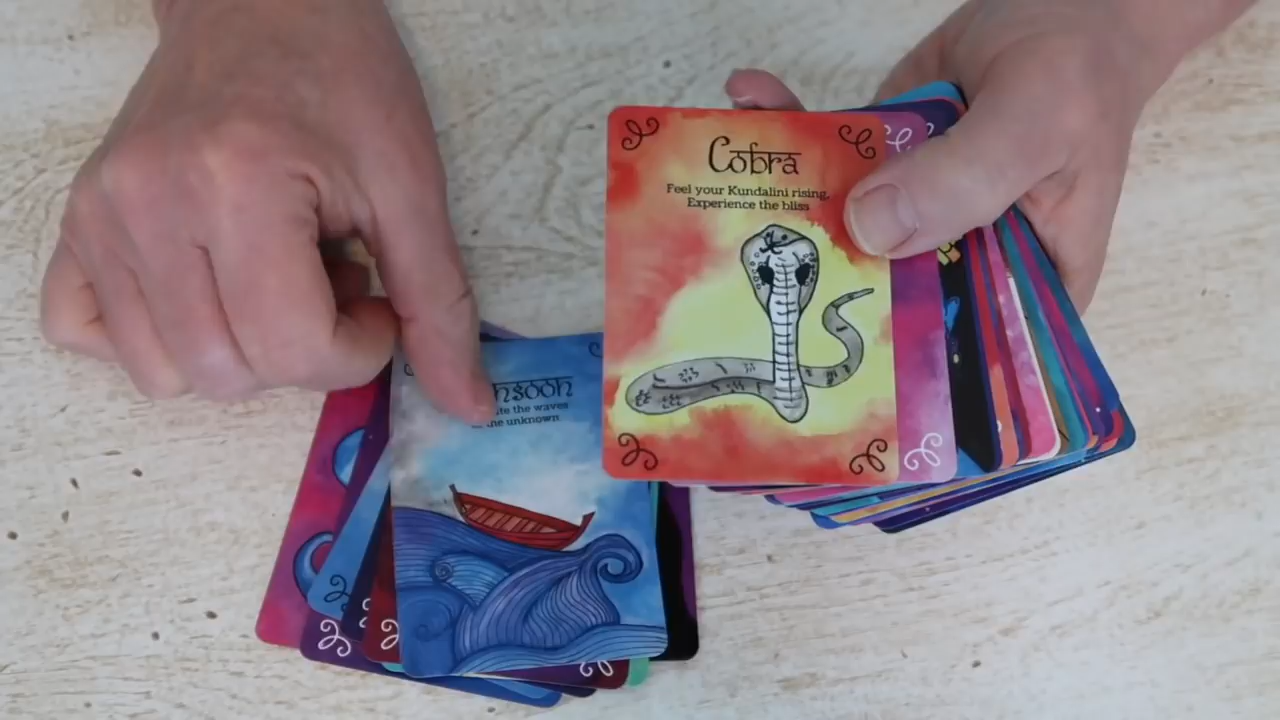 Cobra
Feel your Kundalini rising,
Experience the bliss
the waves
the unknown